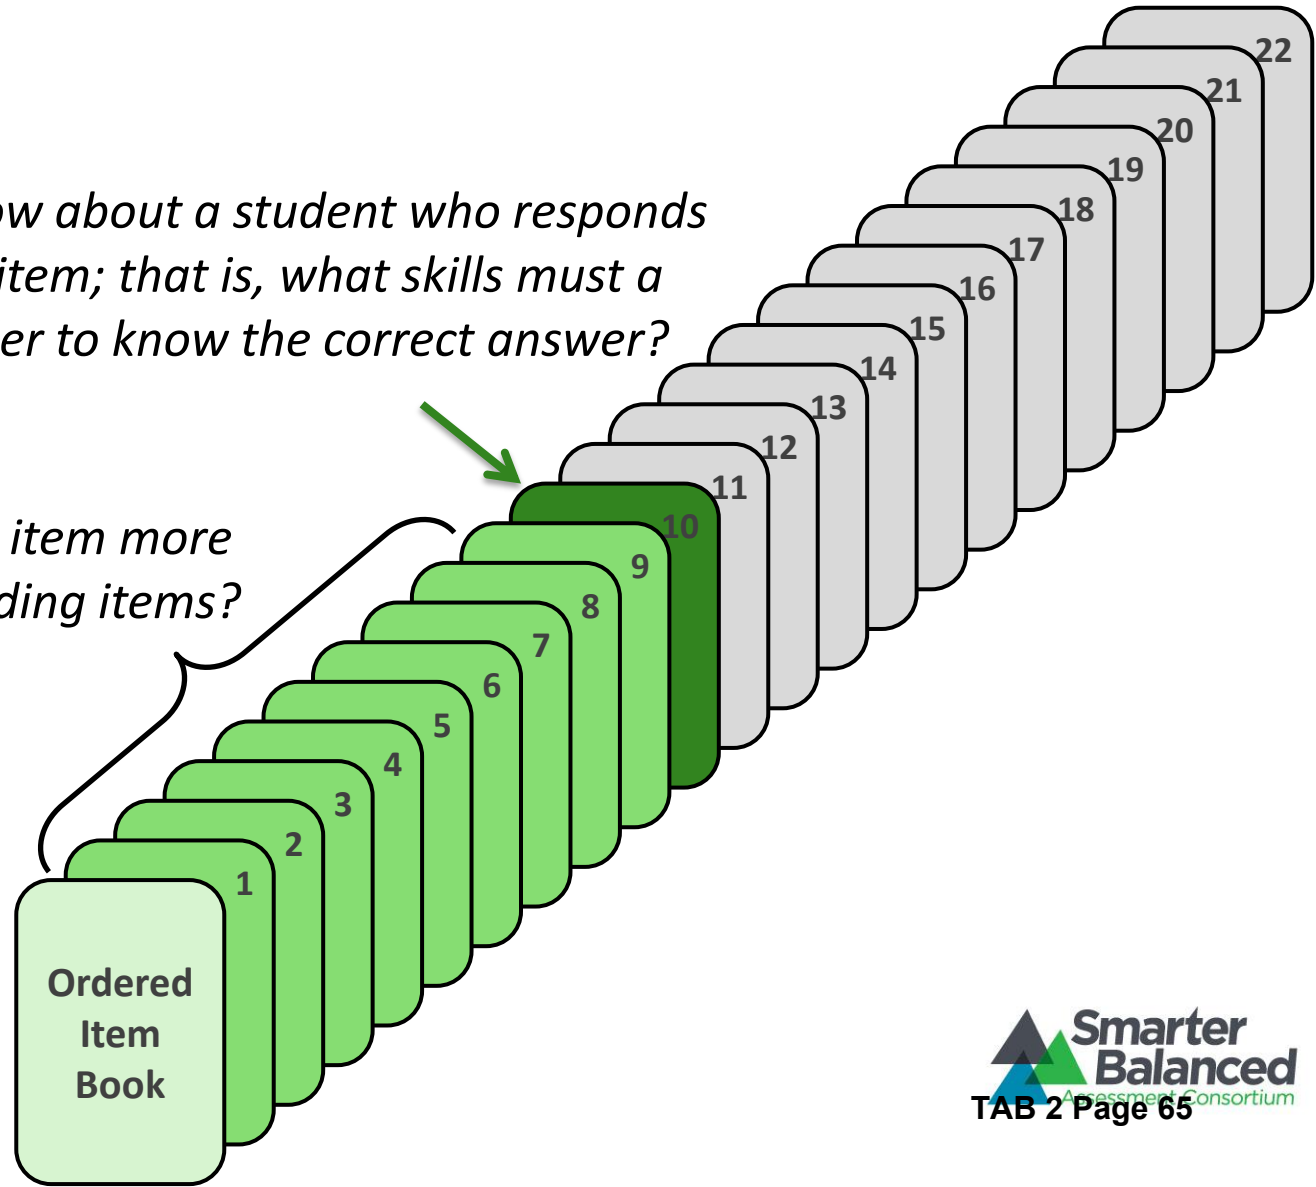 22
21
20
19
18
17
16
15
14
13
12
11
10
9
8
7
6
5
4
3
2
1
ow about a student who responds
item; that is, what skills must a
er to know the correct answer?
item more
ding items?
Ordered
Item
Book
Smarter
Balanced
Assessment Consortium
TAB 2 Page 65